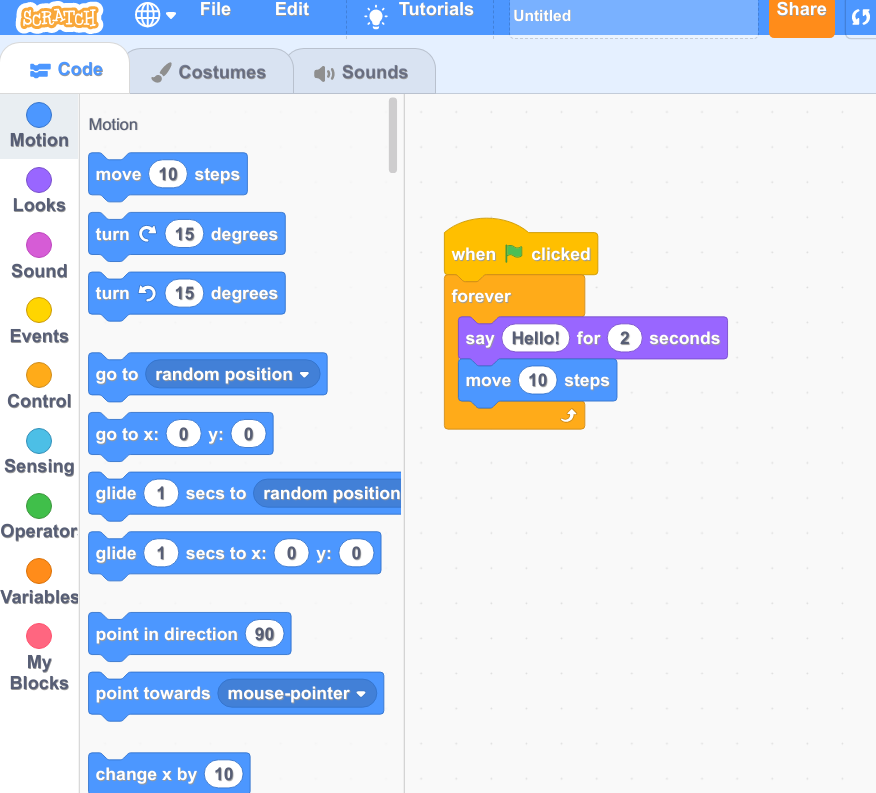 SCRATCH File Edit Tutorials Untitled Share
Code Costumes Sounds
Motion
Looks
Sound
Events
Control
Sensing
Operator
Variables
My
Blocks
Motion
move 10 steps
turn 15 degrees
turn 15 degrees
go to random position
go to x: 0 y: 0
glide 1 secs to random position
glide 1 secs to x: 0 y: 0
point in direction 90
point towards mouse-pointer
change x by 10
when clicked
forever
say Hello! for 2 seconds
move 10 steps